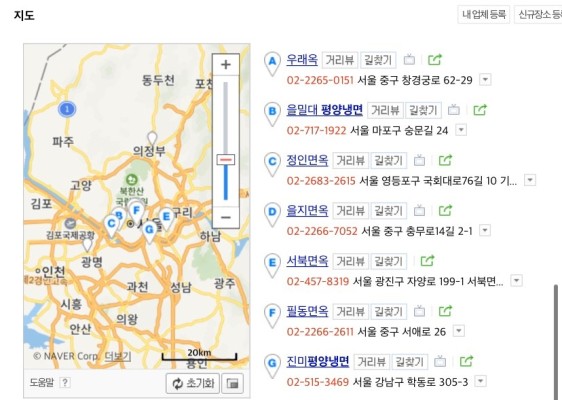 지도
내 업체 등록
신규장소 등록
동두천
포천
1
파주
의정부
고양
북한산
국립공원
김포
구리
김포국제공항
서울
B
F
E
C
G
하남
광명
인천
제2경인고속
과천
성남
광주
시흥
의왕
안산
© NAVER Corp. 더보기
20km
용인
도움말 ?
초기화
A 우래옥 거리뷰 길찾기
02-2265-0151 서울 중구 창경궁로 62-29
B 을밀대 평양냉면 거리뷰 길찾기
02-717-1922 서울 마포구 숭문길 24
C 정인면옥 거리뷰 길찾기
02-2683-2615 서울 영등포구 국회대로76길 10 기...
D 을지면옥 거리뷰 길찾기
02-2266-7052 서울 중구 충무로14길 2-1
E 서북면옥 거리뷰 길찾기
02-457-8319 서울 광진구 자양로 199-1 서북면...
F 필동면옥 거리뷰 길찾기
02-2266-2611 서울 중구 서애로 26
G 진미평양냉면 거리뷰 길찾기
02-515-3469 서울 강남구 학동로 305-3